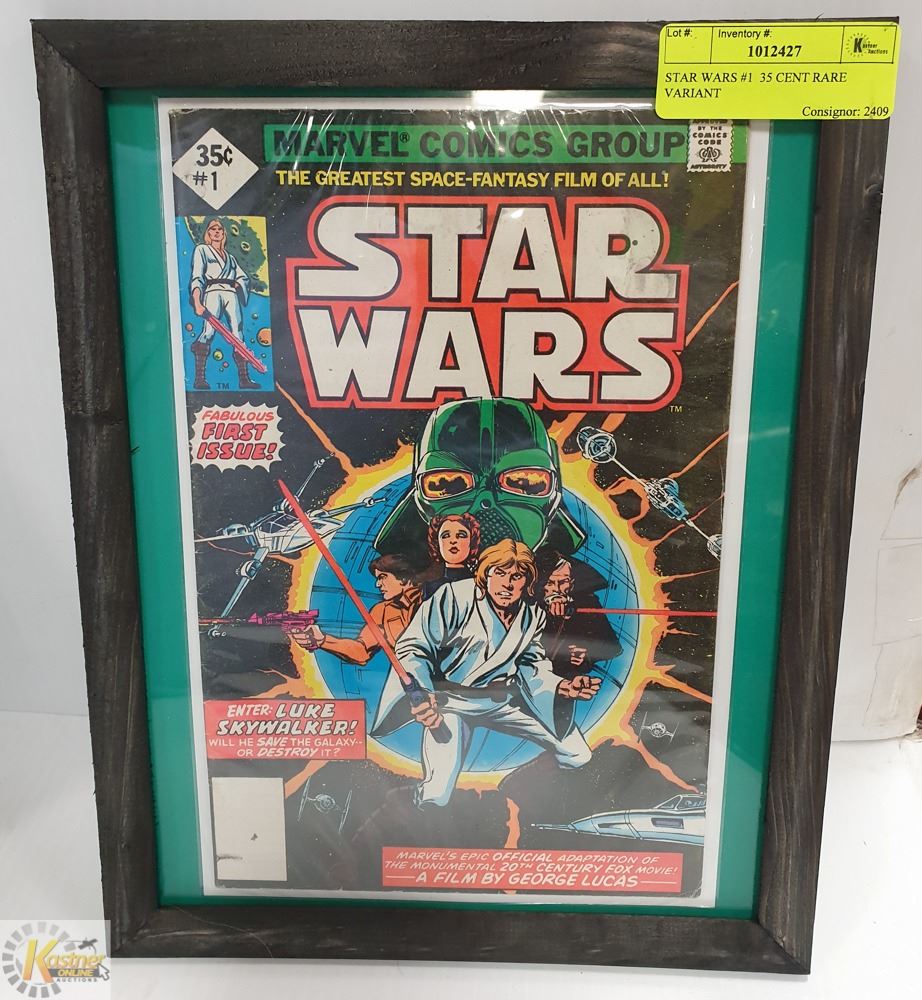 Lot #:
Inventory #:
1012427
Kastner
Auctions
STAR WARS #1 35 CENT RARE
VARIANT
Consignor: 2409
35¢
#1
MARVEL® COMICS GROUP
BY THE
COMICS
CODE
AUTHORITY
THE GREATEST SPACE-FANTASY FILM OF ALL!
STAR
WARS
TM
TM
FABULOUS
FIRST
ISSUE!
ENTER: LUKE
SKYWALKER!
WILL HE SAVE THE GALAXY--
OR DESTROY IT?
MARVEL'S EPIC OFFICIAL ADAPTATION OF
THE MONUMENTAL 20TH CENTURY FOX MOVIE!
A FILM BY GEORGE LUCAS
Kastner
ONLINE
AUCTIONS